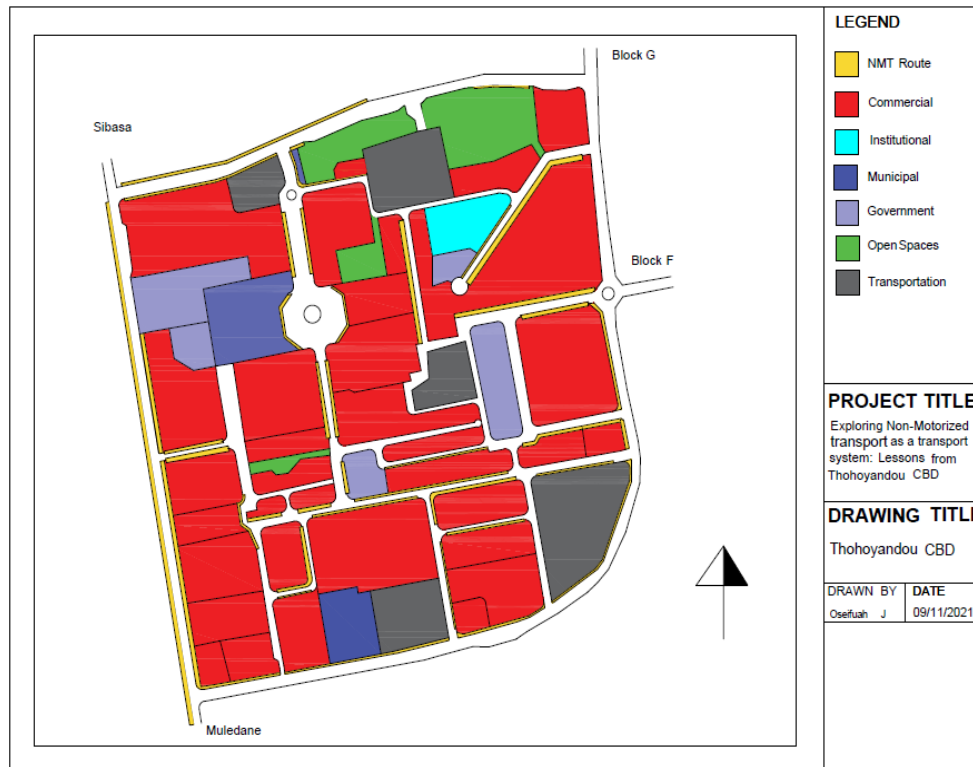 Block G
Sibasa
Block F
Muledane
LEGEND
NMT Route
Commercial
Institutional
Municipal
Government
Open Spaces
Transportation
PROJECT TITLE
Exploring Non-Motorized
transport as a transport
system: Lessons from
Thohoyandou CBD
DRAWING TITLE
Thohoyandou CBD
DRAWN BY DATE
Oseifuah J 09/11/2021